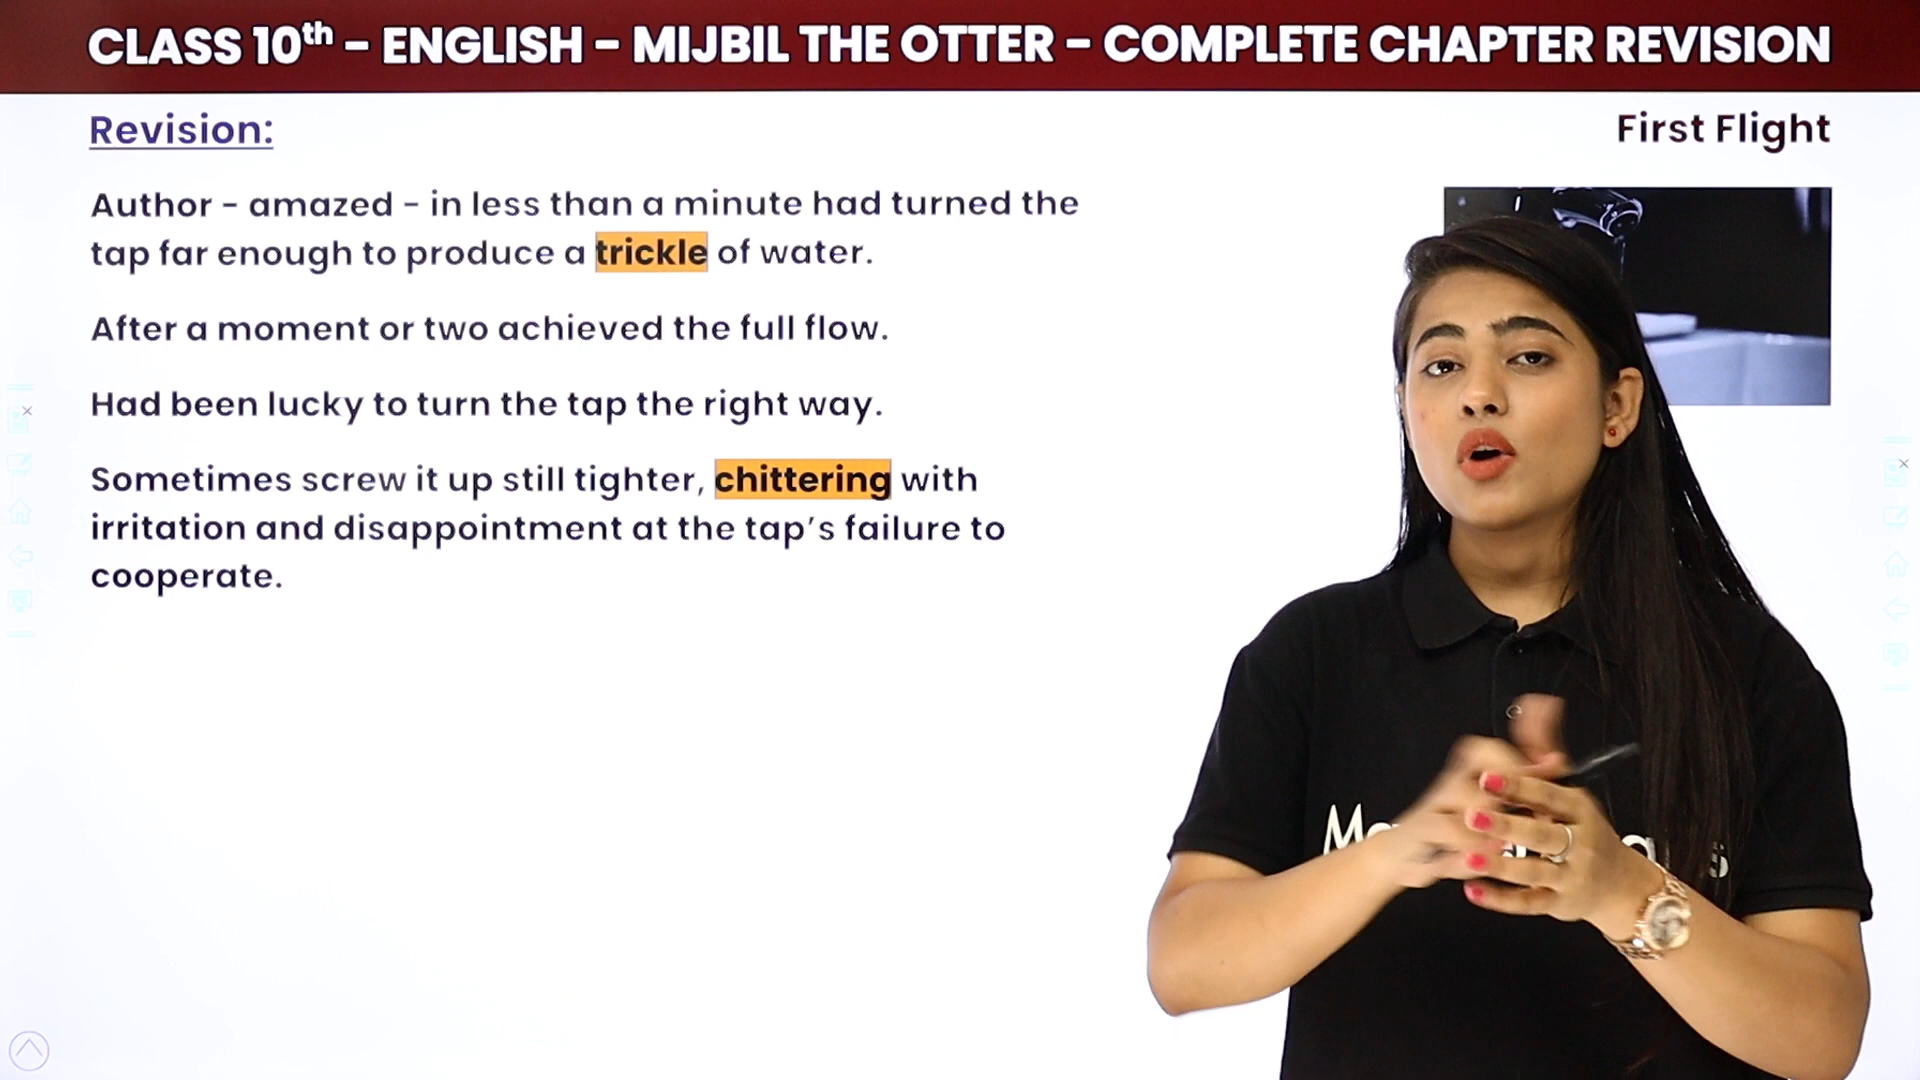 CLASS 10th – ENGLISH – MIJBIL THE OTTER – COMPLETE CHAPTER REVISION
Revision:
First Flight
Author – amazed – in less than a minute had turned the
tap far enough to produce a trickle of water.
After a moment or two achieved the full flow.
Had been lucky to turn the tap the right way.
Sometimes screw it up still tighter, chittering with
irritation and disappointment at the tap’s failure to
cooperate.